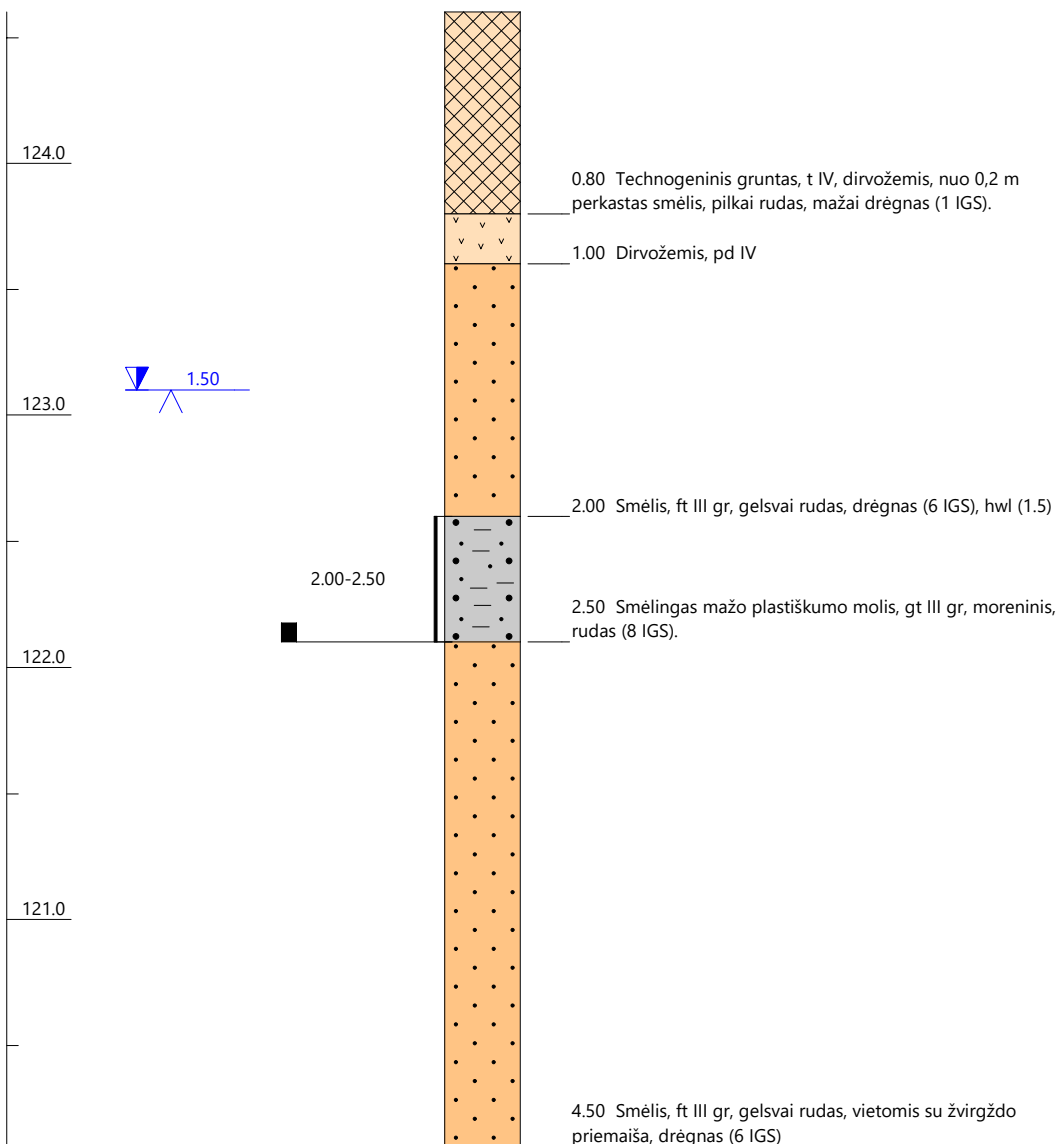 124.0
0.80 Technogeninis gruntas, t IV, dirvožemis, nuo 0,2 m
perkastas smėlis, pilkai rudas, mažai drėgnas (1 IGS).
1.00 Dirvožemis, pd IV
1.50
123.0
2.00 Smėlis, ft III gr, gelsvai rudas, drėgnas (6 IGS), hwl (1.5)
2.00-2.50
2.50 Smėlingas mažo plastiškumo molis, gt III gr, moreninis,
rudas (8 IGS).
122.0
121.0
4.50 Smėlis, ft III gr, gelsvai rudas, vietomis su žvirgždo
priemaiša, drėgnas (6 IGS)